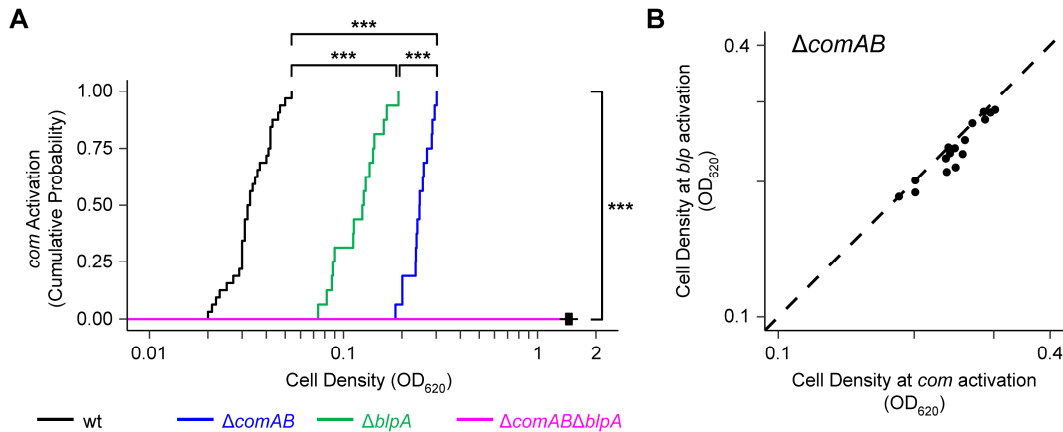 A
***
*** ***
1.00
0.75
0.50
0.25
0.00
com Activation
(Cumulative Probability)
***
0.01 0.1 1 2
Cell Density (OD620)
wt ΔcomAB ΔblpA ΔcomABΔblpA
B
ΔcomAB
0.4
0.1
Cell Density at blp activation
(OD620)
0.1 0.4
Cell Density at com activation
(OD620)